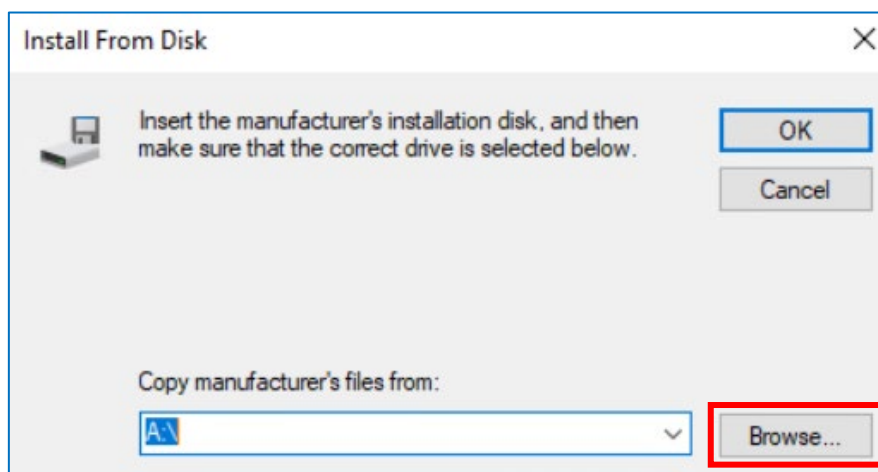 Install From Disk
Insert the manufacturer's installation disk, and then
make sure that the correct drive is selected below.
OK
Cancel
Copy manufacturer's files from:
A:\
Browse...